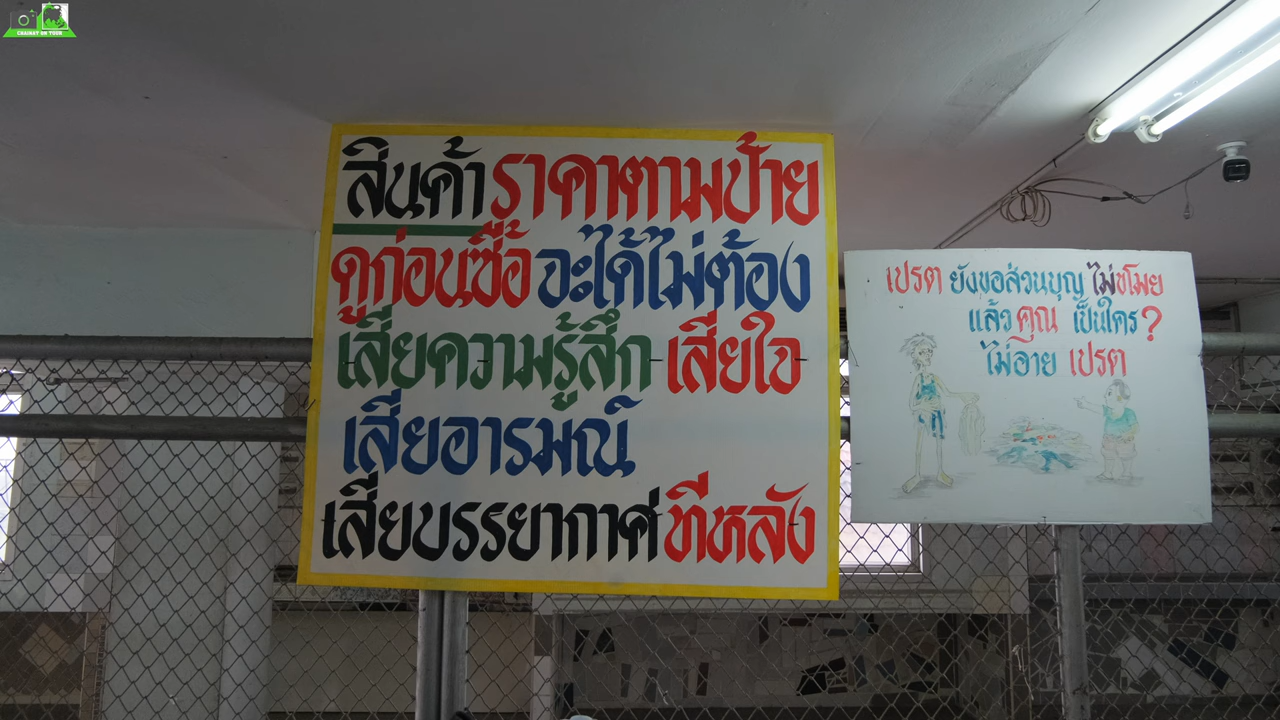 CHAINAT ON TOUR
สินค้าราคาตามป้าย
ดูก่อนซื้อ จะได้ไม่ต้อง
เสียความรู้สึก - เสียใจ
เสียอารมณ์
เสียบรรยากาศทีหลัง
เปรต ยังขอส่วนบุญ ไม่ขโมย
แล้ว คุณ เป็นใคร?
ไม่อาย เปรต